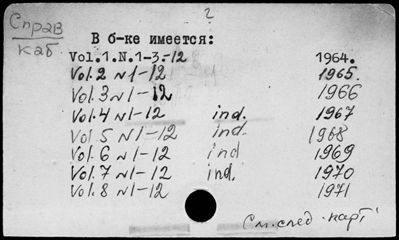 ?
Справ
каб
В б-ке имеется:
Vol.1.N.1-3-12 1964.
Vol.2 N1-12 1965.
Vol.3 N1-12 1966
Vol.4 N1-12 ind. 1967
Vol 5 N1-12 ind. 1968
Vol.6 N1-12 ind 1969
Vol.7 N1-12 ind. 1970
Vol.8 N1-12 1971
См. след. карт